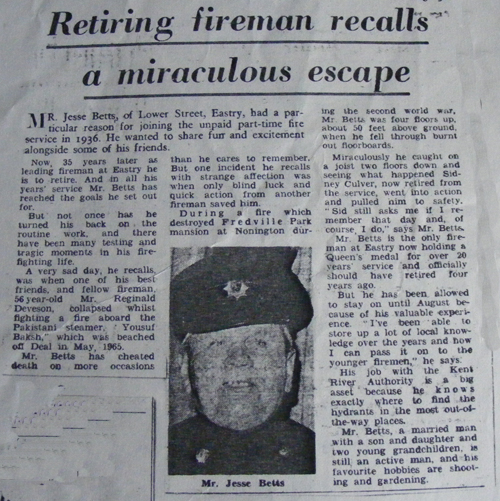 Retiring fireman recalls
a miraculous escape
MR. Jesse Betts, of Lower Street, Eastry, had a par-
ticular reason for joining the unpaid part-time fire
service in 1936. He wanted to share fun and excitement
alongside some of his friends.
Now, 35 years later as
leading fireman at Eastry he
is to retire. And in all his
years' service Mr. Betts has
reached the goals he set out
for.
But not once has he
turned his back on the
routine work, and there
have been many testing and
tragic moments in his fire-
fighting life.
A very sad day, he recalls,
was when one of his best
friends, and fellow fireman,
56-year-old Mr. Reginald
Deveson, collapsed whilst
fighting a fire aboard the
Pakistani steamer, Yousuf
Baksh, which was beached
off Deal in May, 1965.
Mr. Betts has cheated
death on more occasions
than he cares to remember.
But one incident he recalls
with strange affection was
when only blind luck and
quick action from another
fireman saved him.
During a fire which
destroyed Fredville Park
mansion at Nonington dur-
Mr. Jesse Betts
ing the second world war,
Mr. Betts was four floors up,
about 50 feet above ground,
when he fell through burnt
out floorboards.
Miraculously he caught on
a joist two floors down and
seeing what happened Sid-
ney Culver, now retired from
the service, went into action
and pulled him to safety.
"Sid still asks me if I re-
member that day and, of
course, I do," says Mr. Betts.
Mr. Betts is the only fire-
man at Eastry now holding a
Queen's medal for over 20
years' service and officially
should have retired four
years ago.
But he has been allowed
to stay on until August be-
cause of his valuable experi-
ence. "I've been able to
store up a lot of local know-
ledge over the years and now
I can pass it on to the
younger firemen," he says.
His job with the Kent
River Authority is a big
asset because he knows
exactly where to find the
hydrants in the most out-of-
the-way places.
Mr. Betts, a married man
with a son and daughter and
two young grandchildren, is
still an active man, and his
favourite hobbies are shoot-
ing and gardening.